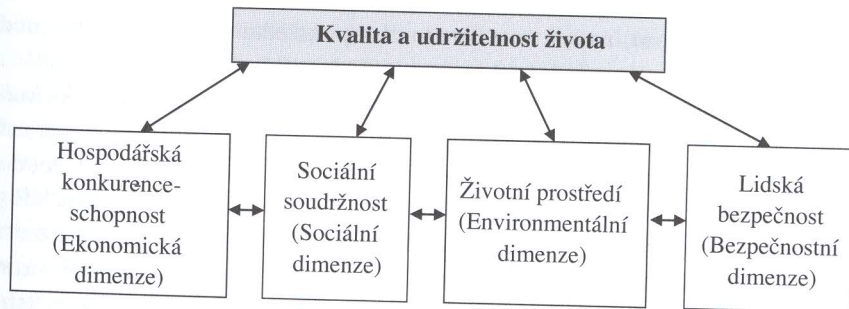 Kvalita a udržitelnost života
Hospodářská
konkurence-
schopnost
(Ekonomická
dimenze)
Sociální
soudržnost
(Sociální
dimenze)
Životní prostředí
(Environmentální
dimenze)
Lidská
bezpečnost
(Bezpečnostní
dimenze)